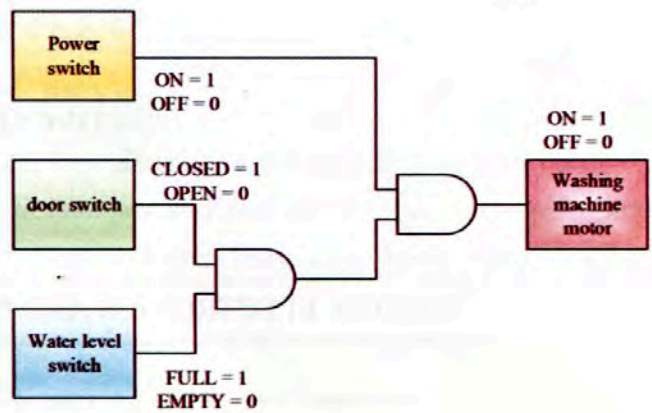 Power
switch
ON = 1
OFF = 0
ON = 1
OFF = 0
CLOSED = 1
OPEN = 0
door switch
Washing
machine
motor
Water level
switch
FULL = 1
EMPTY = 0